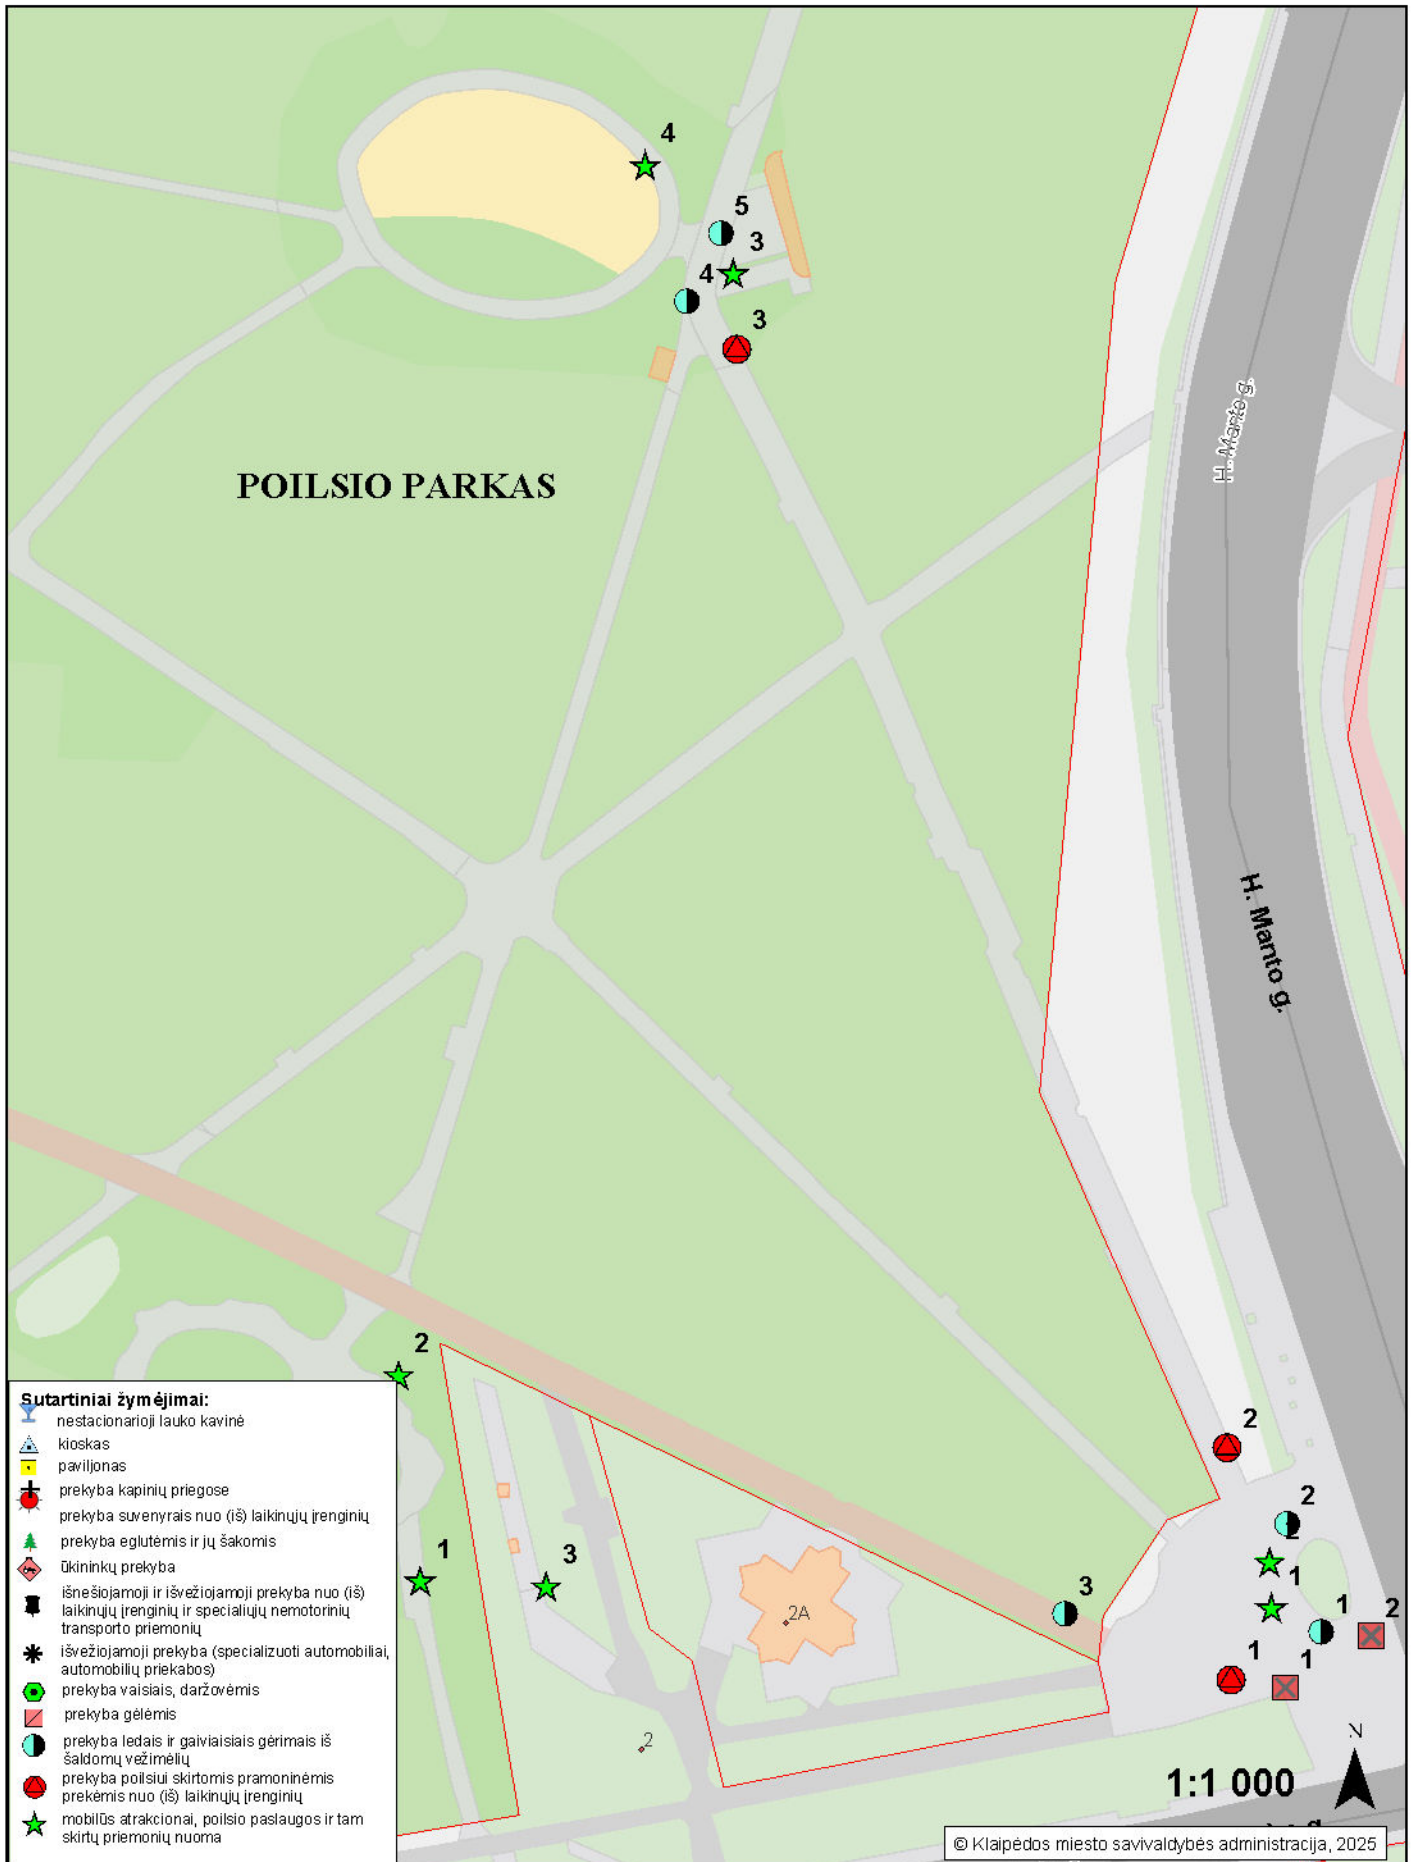 4
5
3
4
3
H. Manto g.
POILSIO PARKAS
H. Manto g.
2
2
2
2
1
3
1
3
1
2
2A
1
1
2
Sutartiniai žymėjimai:
nestacionarioji lauko kavinė
kioskas
paviljonas
prekyba kapinių priegose
prekyba suvenyrais nuo (iš) laikinųjų įrenginių
prekyba eglutėmis ir jų šakomis
ūkininkų prekyba
išnešiojamoji ir išvežiojamoji prekyba nuo (iš)
laikinųjų įrenginių ir specialiųjų nemotorinių
transporto priemonių
išvežiojamoji prekyba (specializuoti automobiliai,
automobilių priekabos)
prekyba vaisiais, daržovėmis
prekyba gėlėmis
prekyba ledais ir gaiviaisiais gėrimais iš
šaldomų vežimėlių
prekyba poilsiui skirtomis pramoninėmis
prekėmis nuo (iš) laikinųjų įrenginių
mobilūs atrakcionai, poilsio paslaugos ir tam
skirtų priemonių nuoma
N
1:1 000
© Klaipėdos miesto savivaldybės administracija, 2025